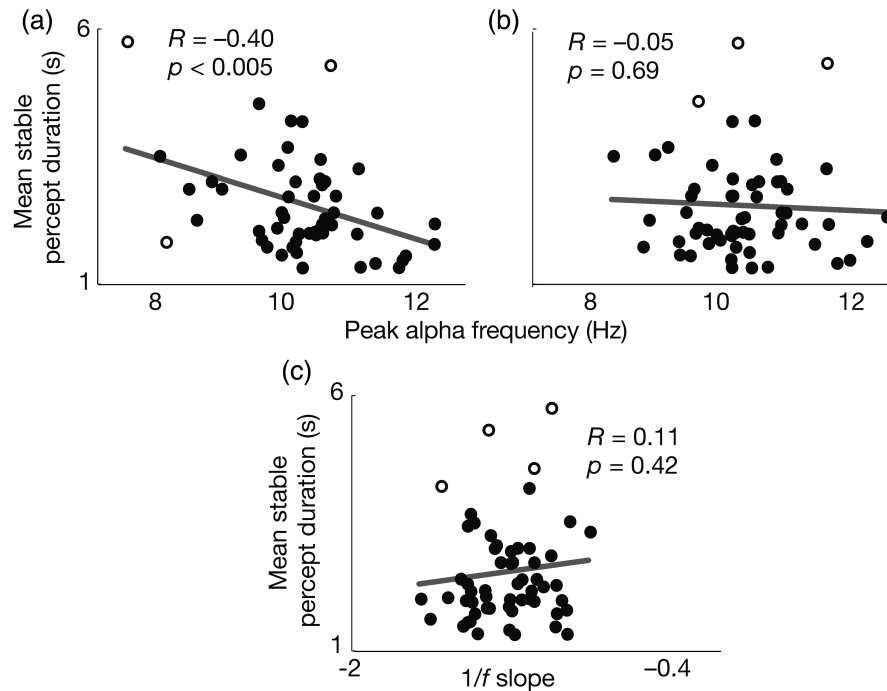 (a)
6
R = –0.40
p < 0.005
Mean stable
percept duration (s)
1
8
10
12
(b)
R = –0.05
p = 0.69
8
10
12
Peak alpha frequency (Hz)
(c)
6
R = 0.11
p = 0.42
Mean stable
percept duration (s)
1
-2
–0.4
1/f slope